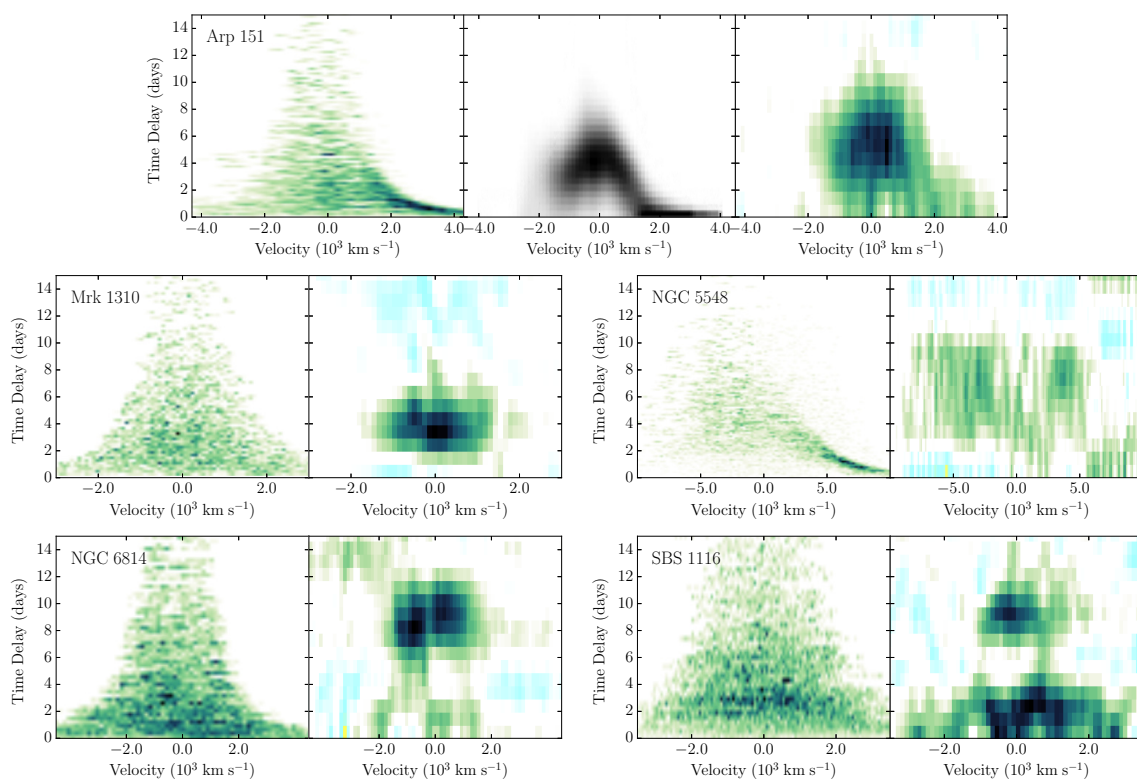 Arp 151
Time Delay (days)
14
12
10
8
6
4
2
0
−4.0 −2.0 0.0 2.0 4.0
−4.0 −2.0 0.0 2.0 4.0
−4.0 −2.0 0.0 2.0 4.0
Velocity (10³ km s⁻¹)
Velocity (10³ km s⁻¹)
Velocity (10³ km s⁻¹)
Mrk 1310
Time Delay (days)
14
12
10
8
6
4
2
0
−2.0 0.0 2.0
−2.0 0.0 2.0
Velocity (10³ km s⁻¹)
Velocity (10³ km s⁻¹)
NGC 5548
Time Delay (days)
14
12
10
8
6
4
2
0
−5.0 0.0 5.0
−5.0 0.0 5.0
Velocity (10³ km s⁻¹)
Velocity (10³ km s⁻¹)
NGC 6814
Time Delay (days)
14
12
10
8
6
4
2
0
−2.0 0.0 2.0
−2.0 0.0 2.0
Velocity (10³ km s⁻¹)
Velocity (10³ km s⁻¹)
SBS 1116
Time Delay (days)
14
12
10
8
6
4
2
0
−2.0 0.0 2.0
−2.0 0.0 2.0
Velocity (10³ km s⁻¹)
Velocity (10³ km s⁻¹)